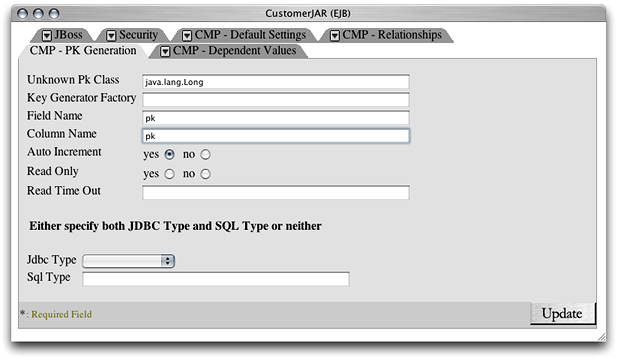 CustomerJAR (EJB)
JBoss Security CMP - Default Settings CMP - Relationships
CMP - PK Generation CMP - Dependent Values
Unknown Pk Class java.lang.Long
Key Generator Factory
Field Name pk
Column Name pk
Auto Increment yes no
Read Only yes no
Read Time Out
Either specify both JDBC Type and SQL Type or neither
Jdbc Type
Sql Type
*: Required Field Update